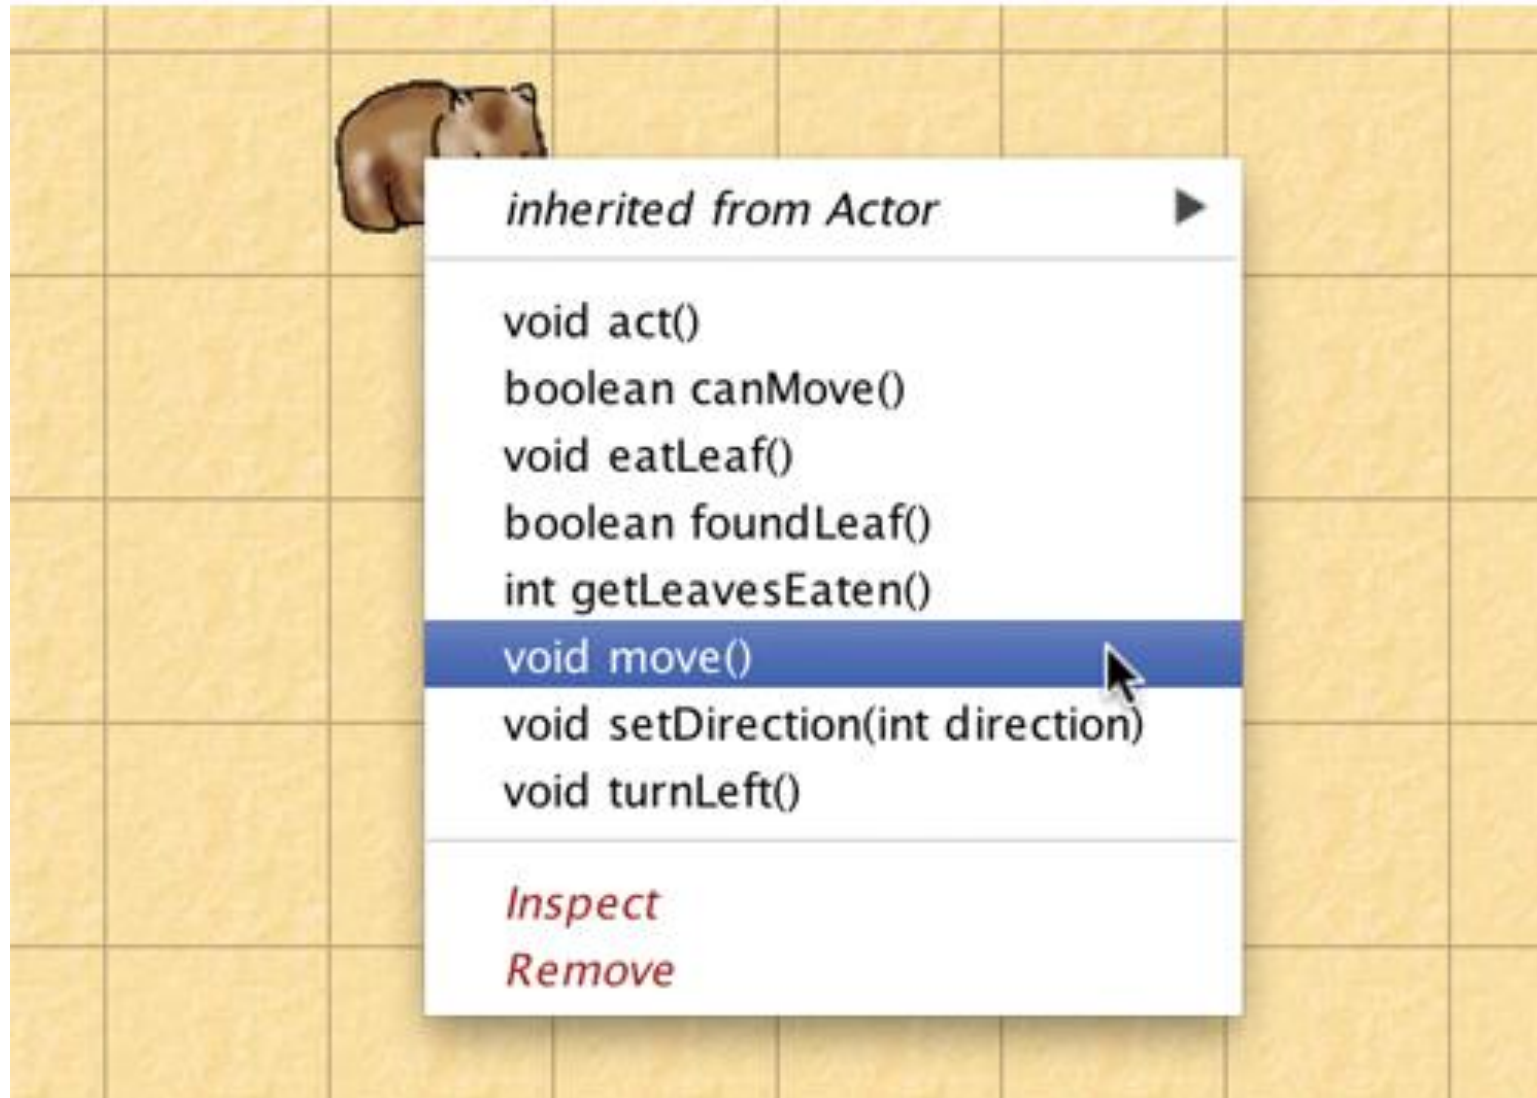 inherited from Actor
void act()
boolean canMove()
void eatLeaf()
boolean foundLeaf()
int getLeavesEaten()
void move()
void setDirection(int direction)
void turnLeft()
Inspect
Remove